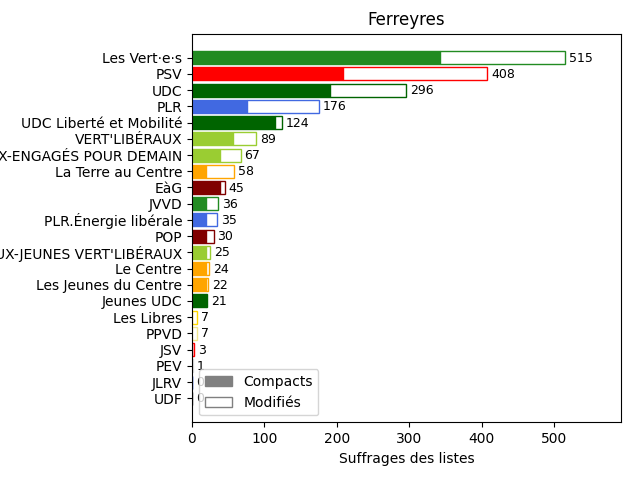 Ferreyres
Les Vert·e·s 515
PSV 408
UDC 296
PLR 176
UDC Liberté et Mobilité 124
VERT'LIBÉRAUX 89
X-ENGAGÉS POUR DEMAIN 67
La Terre au Centre 58
EàG 45
JVVD 36
PLR.Énergie libérale 35
POP 30
UX-JEUNES VERT'LIBÉRAUX 25
Le Centre 24
Les Jeunes du Centre 22
Jeunes UDC 21
Les Libres 7
PPVD 7
JSV 3
PEV 1
JLRV 0
UDF 0
Compacts
Modifiés
0 100 200 300 400 500
Suffrages des listes